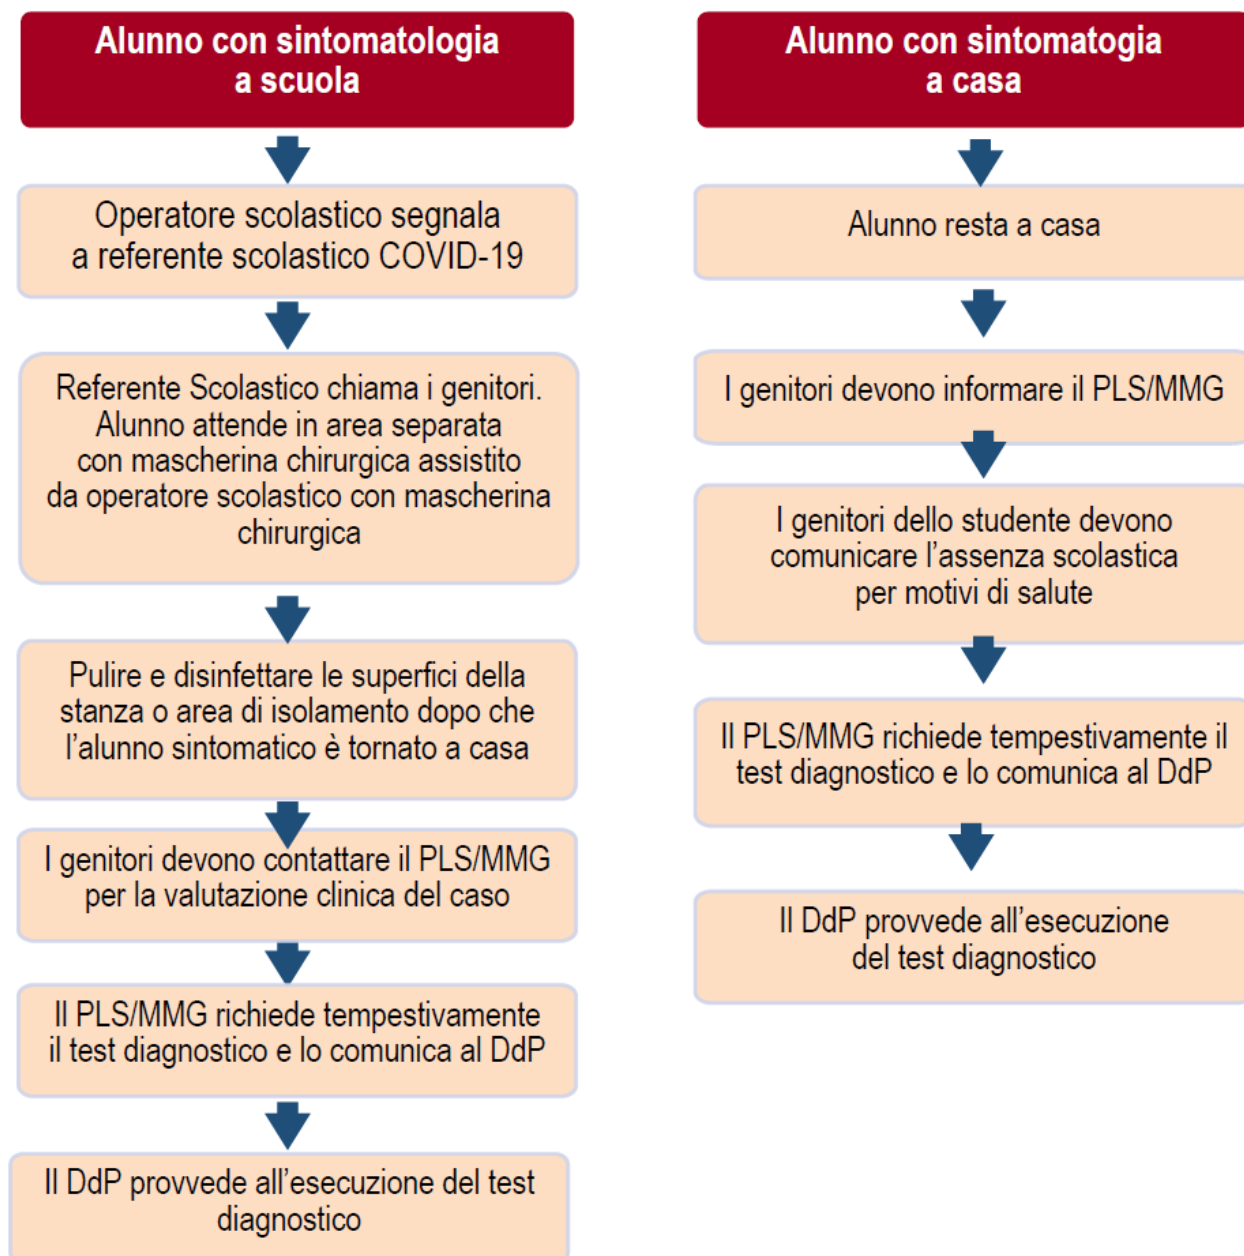 Alunno con sintomatologia
a scuola
Operatore scolastico segnala
a referente scolastico COVID-19
Referente Scolastico chiama i genitori.
Alunno attende in area separata
con mascherina chirurgica assistito
da operatore scolastico con mascherina
chirurgica
Pulire e disinfettare le superfici della
stanza o area di isolamento dopo che
l’alunno sintomatico è tornato a casa
I genitori devono contattare il PLS/MMG
per la valutazione clinica del caso
Il PLS/MMG richiede tempestivamente
il test diagnostico e lo comunica al DdP
Il DdP provvede all’esecuzione del test
diagnostico
Alunno con sintomatogia
a casa
Alunno resta a casa
I genitori devono informare il PLS/MMG
I genitori dello studente devono
comunicare l’assenza scolastica
per motivi di salute
Il PLS/MMG richiede tempestivamente il
test diagnostico e lo comunica al DdP
Il DdP provvede all’esecuzione
del test diagnostico